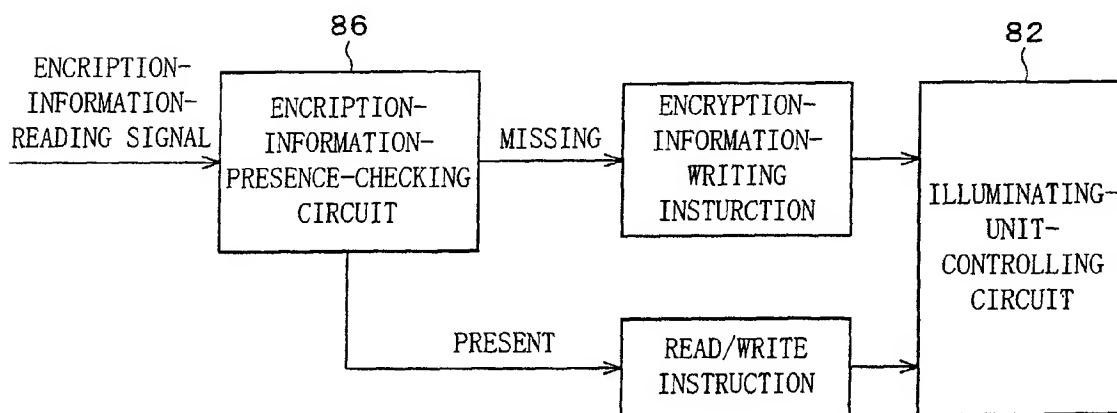 86
82
ENCRIPTION-
INFORMATION-
READING SIGNAL
ENCRIPTION-
INFORMATION-
PRESENCE-CHECKING
CIRCUIT
MISSING
ENCRYPTION-
INFORMATION-
WRITING
INSTURCTION
ILLUMINATING-
UNIT-
CONTROLLING
CIRCUIT
PRESENT
READ/WRITE
INSTRUCTION